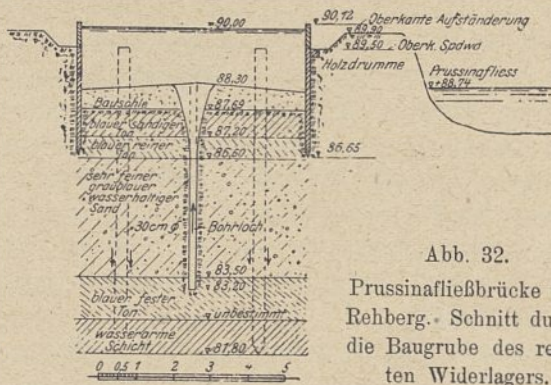 90,00
90,12 Oberkante Aufständerung
89,90
89,50 Oberk. Spdwd
Holzdrumme
Prussinafliess
+88,74
88,30
Bausohle
87,69
blauer sandiger
Ton
87,20
blauer reiner
Ton
86,60
86,65
sehr feiner
graublauer
wasserhaltiger
Sand
30cm ϕ
Bohrloch
83,50
83,20
blauer fester
Ton
unbestimmt
wasserarme
Schicht
81,80
0 0,5 1 2 3 4 5
Abb. 32.
Prussinafließbrücke
Rehberg. Schnitt du
die Baugrube des re
ten Widerlagers.